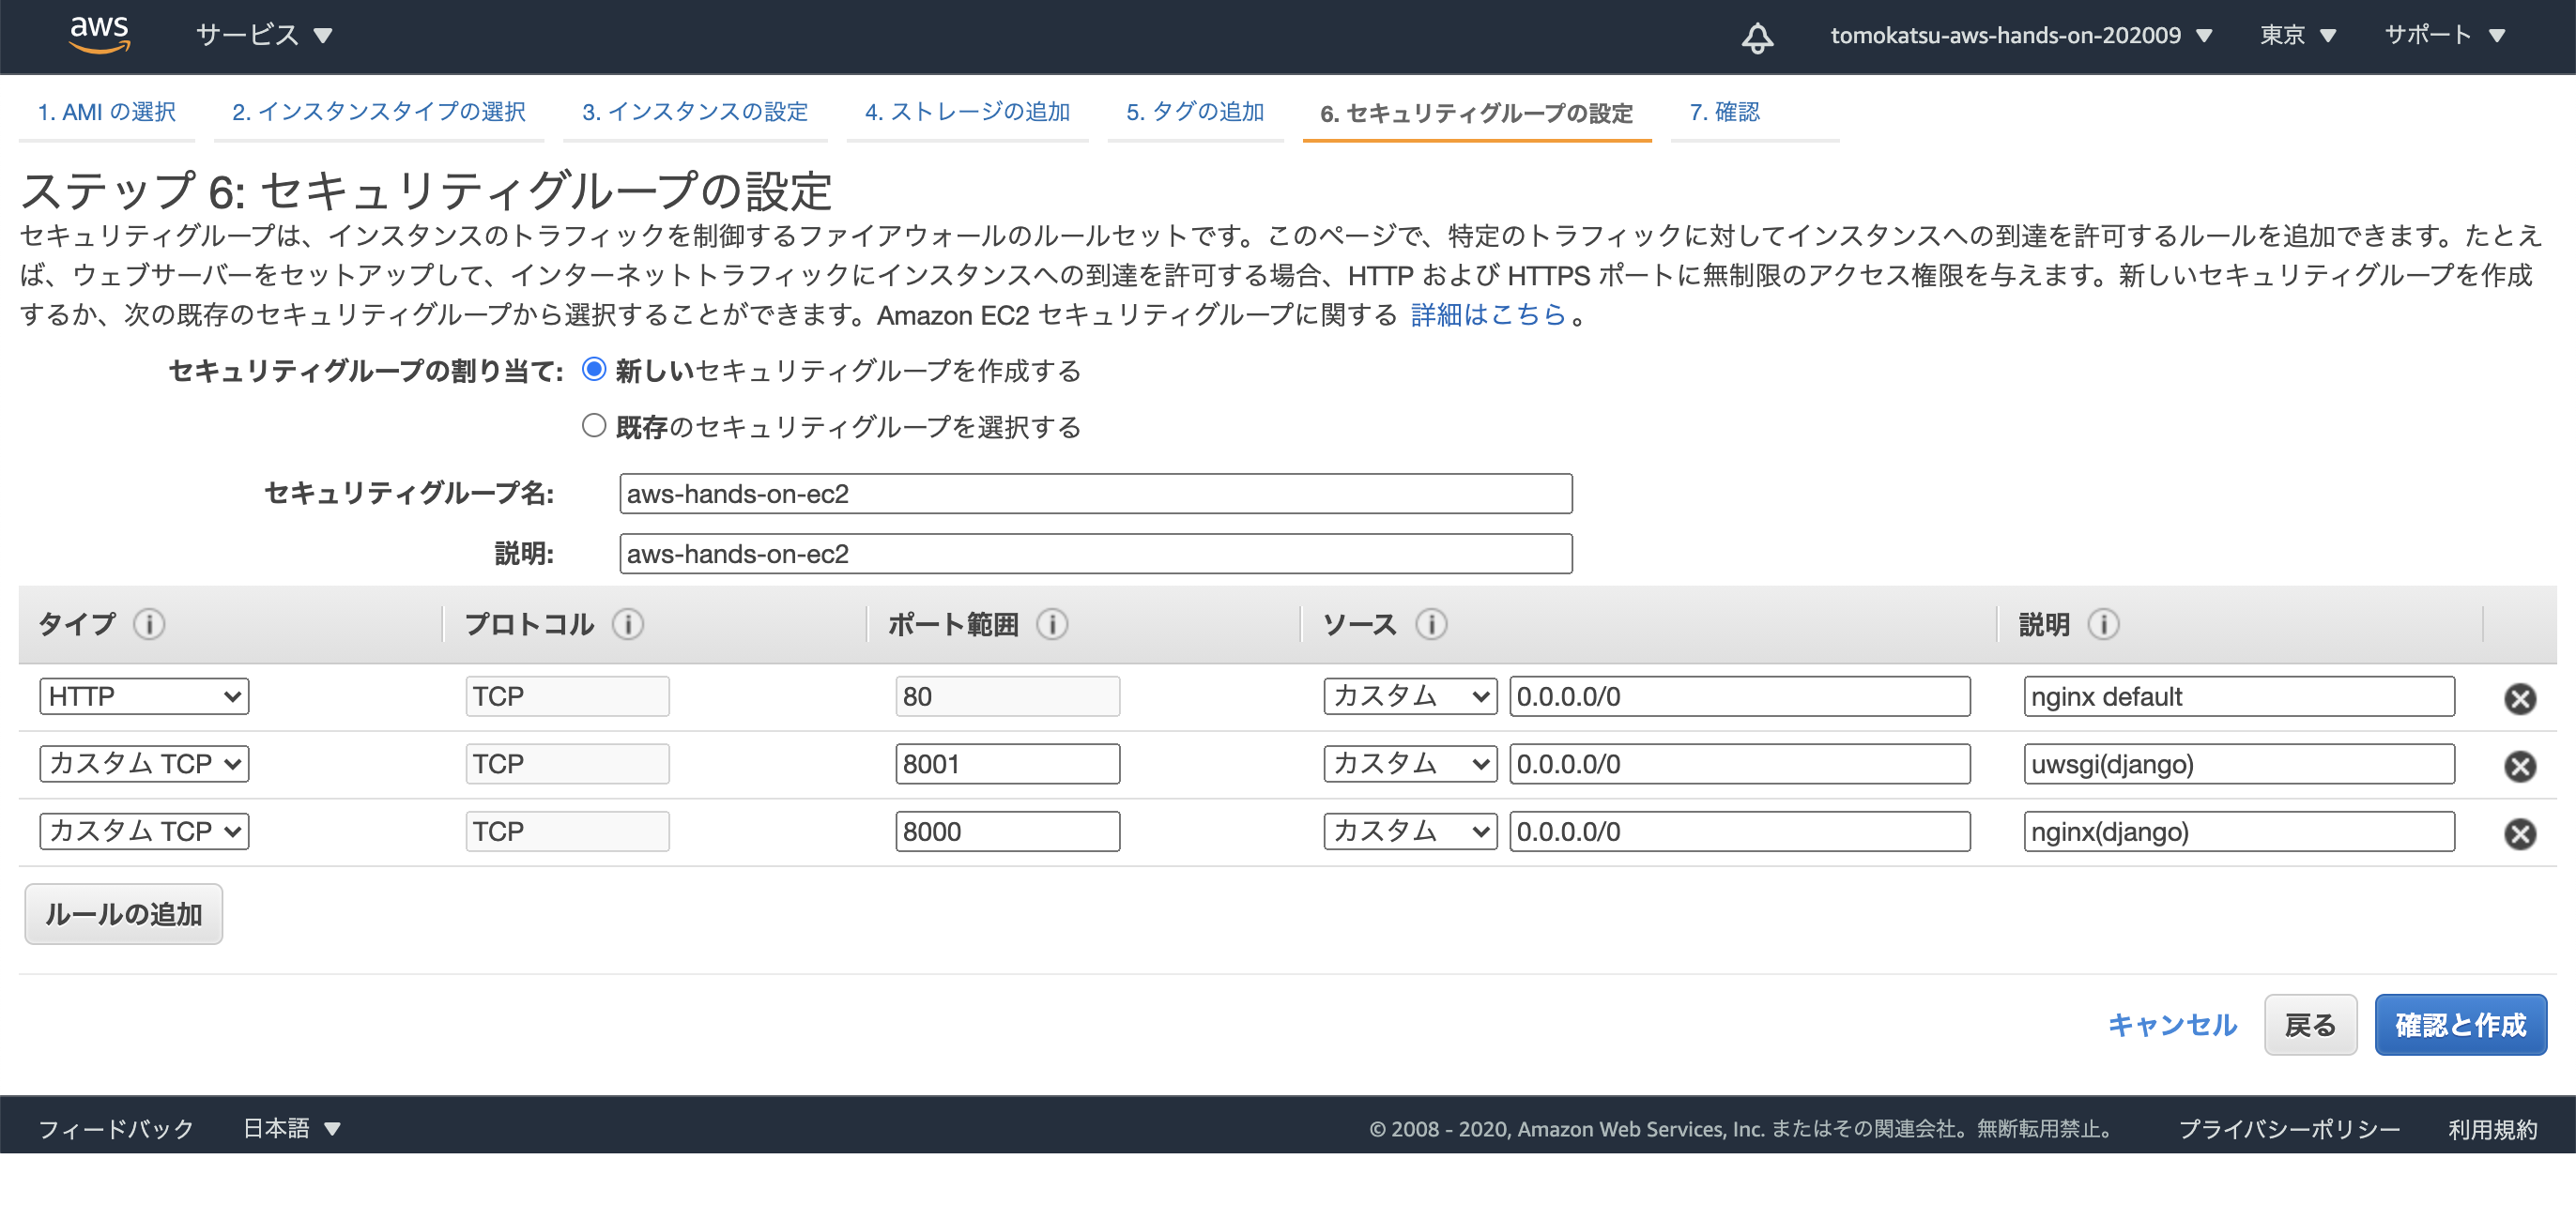 aws サービス tomokatsu-aws-hands-on-202009 東京 サポート
1. AMI の選択 2. インスタンスタイプの選択 3. インスタンスの設定 4. ストレージの追加 5. タグの追加 6. セキュリティグループの設定 7. 確認
ステップ 6: セキュリティグループの設定
セキュリティグループは、インスタンスのトラフィックを制御するファイアウォールのルールセットです。このページで、特定のトラフィックに対してインスタンスへの到達を許可するルールを追加できます。たとえ
ば、ウェブサーバーをセットアップして、インターネットトラフィックにインスタンスへの到達を許可する場合、HTTP および HTTPS ポートに無制限のアクセス権限を与えます。新しいセキュリティグループを作成
するか、次の既存のセキュリティグループから選択することができます。Amazon EC2 セキュリティグループに関する 詳細はこちら 。
セキュリティグループの割り当て: 新しいセキュリティグループを作成する
既存のセキュリティグループを選択する
セキュリティグループ名: aws-hands-on-ec2
説明: aws-hands-on-ec2
タイプ i プロトコル i ポート範囲 i ソース i 説明 i
HTTP TCP 80 カスタム 0.0.0.0/0 nginx default
カスタム TCP TCP 8001 カスタム 0.0.0.0/0 uwsgi(django)
カスタム TCP TCP 8000 カスタム 0.0.0.0/0 nginx(django)
ルールの追加
キャンセル 戻る 確認と作成
フィードバック 日本語 © 2008 - 2020, Amazon Web Services, Inc. またはその関連会社。無断転用禁止。 プライバシーポリシー 利用規約